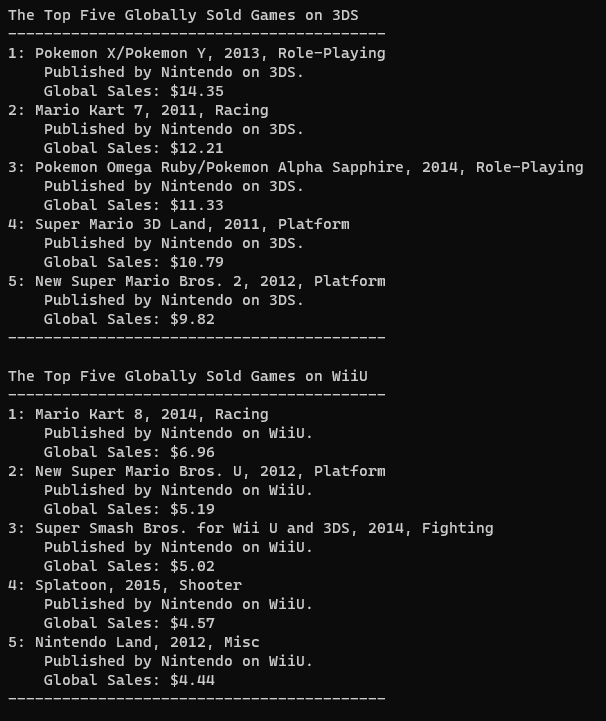 The Top Five Globally Sold Games on 3DS
------------------------------------------
1: Pokemon X/Pokemon Y, 2013, Role-Playing
    Published by Nintendo on 3DS.
    Global Sales: $14.35
2: Mario Kart 7, 2011, Racing
    Published by Nintendo on 3DS.
    Global Sales: $12.21
3: Pokemon Omega Ruby/Pokemon Alpha Sapphire, 2014, Role-Playing
    Published by Nintendo on 3DS.
    Global Sales: $11.33
4: Super Mario 3D Land, 2011, Platform
    Published by Nintendo on 3DS.
    Global Sales: $10.79
5: New Super Mario Bros. 2, 2012, Platform
    Published by Nintendo on 3DS.
    Global Sales: $9.82
------------------------------------------

The Top Five Globally Sold Games on WiiU
------------------------------------------
1: Mario Kart 8, 2014, Racing
    Published by Nintendo on WiiU.
    Global Sales: $6.96
2: New Super Mario Bros. U, 2012, Platform
    Published by Nintendo on WiiU.
    Global Sales: $5.19
3: Super Smash Bros. for Wii U and 3DS, 2014, Fighting
    Published by Nintendo on WiiU.
    Global Sales: $5.02
4: Splatoon, 2015, Shooter
    Published by Nintendo on WiiU.
    Global Sales: $4.57
5: Nintendo Land, 2012, Misc
    Published by Nintendo on WiiU.
    Global Sales: $4.44
------------------------------------------